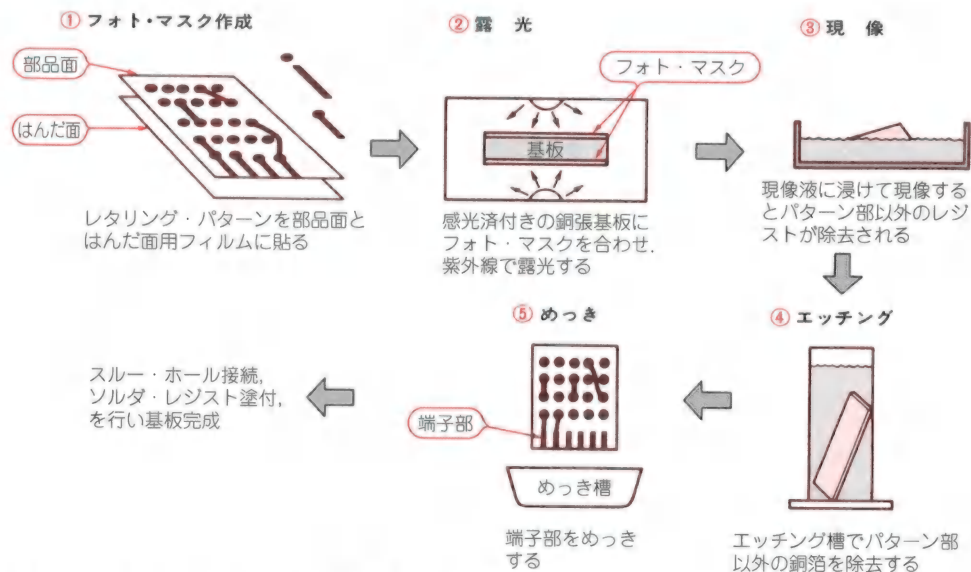 ① フォト・マスク作成
部品面
はんだ面
レタリング・パターンを部品面と
はんだ面用フィルムに貼る
② 露 光
フォト・マスク
基板
感光済付きの銅張基板に
フォト・マスクを合わせ,
紫外線で露光する
③ 現 像
現像液に浸けて現像する
とパターン部以外のレジ
ストが除去される
④ エッチング
エッチング槽でパターン部
以外の銅箔を除去する
⑤ めっき
端子部
めっき槽
端子部をめっき
する
スルー・ホール接続,
ソルダ・レジスト塗付,
を行い基板完成